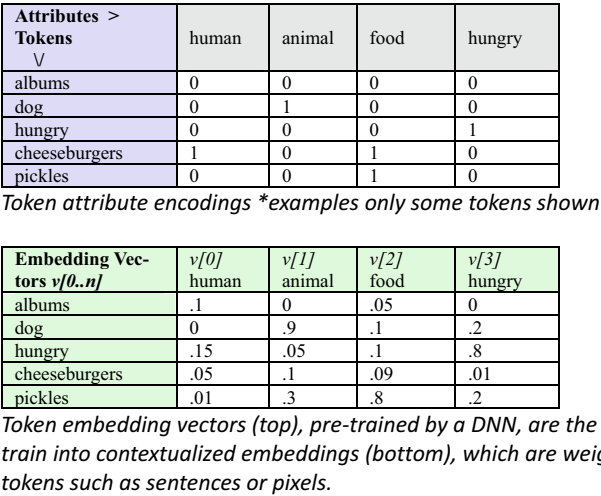 Attributes >
Tokens human animal food hungry
\/
albums 0 0 0 0
dog 0 1 0 0
hungry 0 0 0 1
cheeseburgers 1 0 1 0
pickles 0 0 1 0
Token attribute encodings *examples only some tokens shown
Embedding Vec- v[0] v[1] v[2] v[3]
tors v[0..n] human animal food hungry
albums .1 0 .05 0
dog 0 .9 .1 .2
hungry .15 .05 .1 .8
cheeseburgers .05 .1 .09 .01
pickles .01 .3 .8 .2
Token embedding vectors (top), pre-trained by a DNN, are the
train into contextualized embeddings (bottom), which are
tokens such as sentences or pixels.